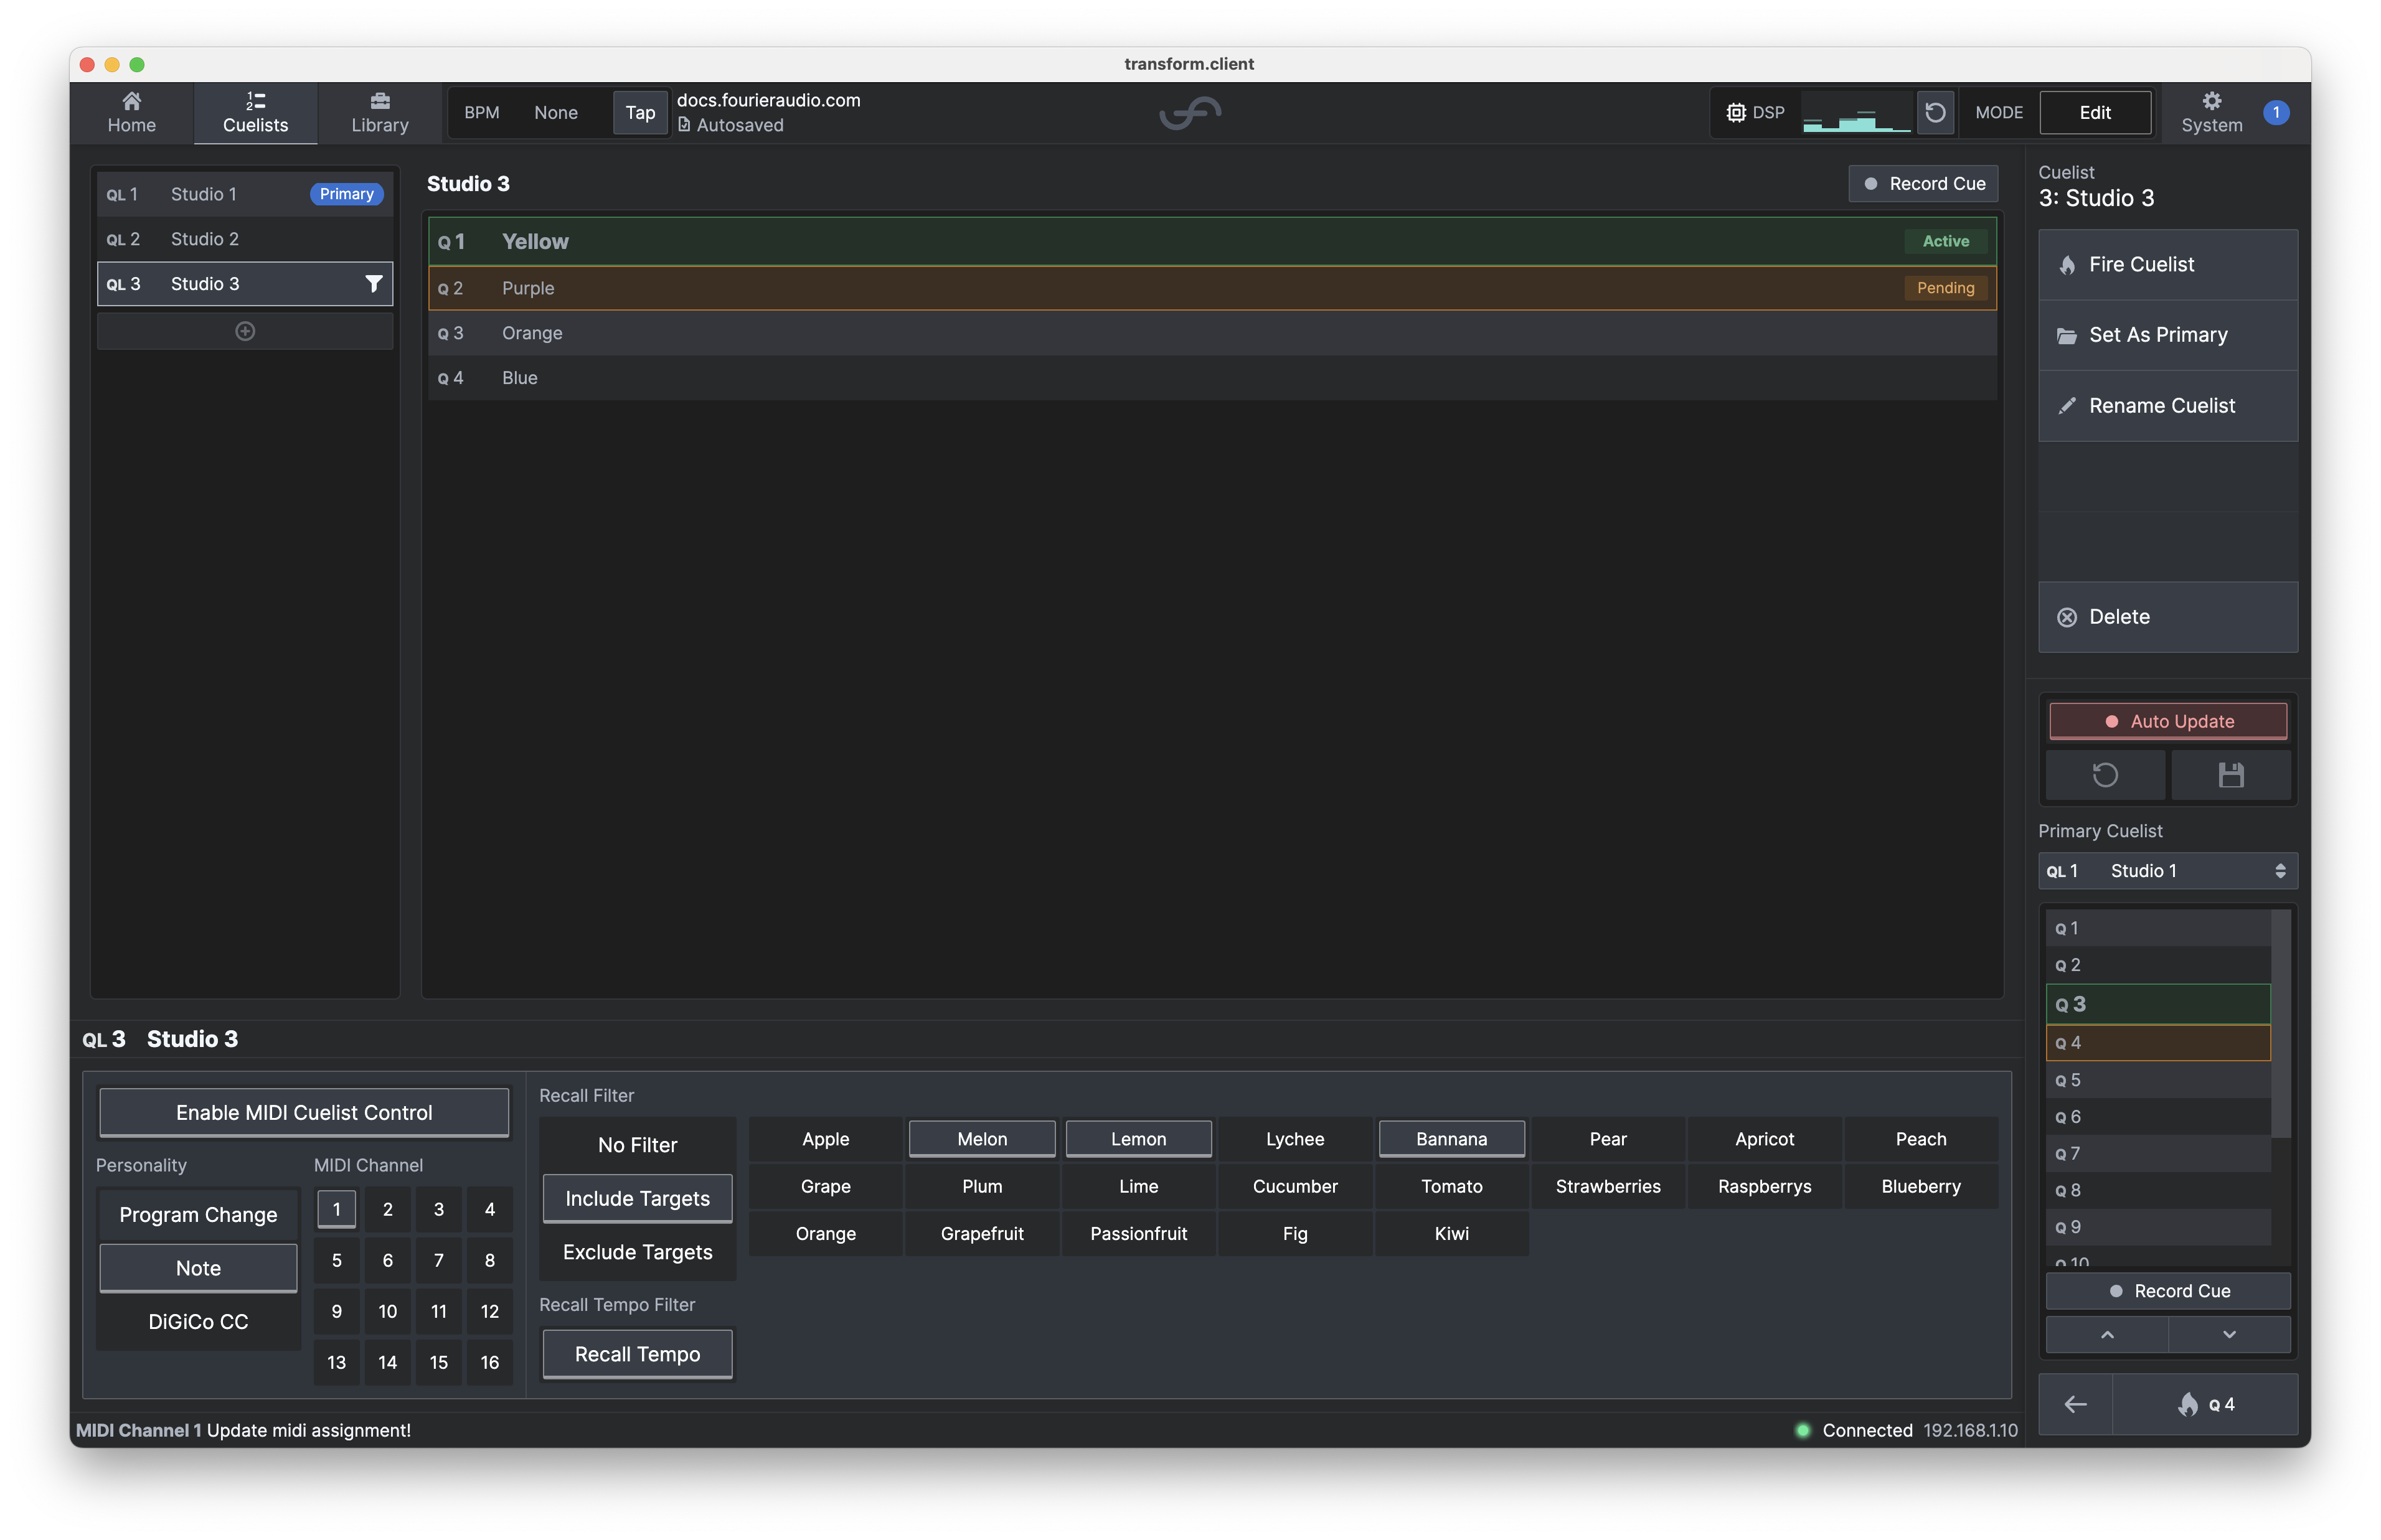 transform.client
Home
Cuelists
Library
BPM None Tap
docs.fourieraudio.com
Autosaved
DSP
MODE Edit
System 1
QL 1 Studio 1 Primary
QL 2 Studio 2
QL 3 Studio 3
Studio 3
Record Cue
Q 1 Yellow Active
Q 2 Purple Pending
Q 3 Orange
Q 4 Blue
Cuelist
3: Studio 3
Fire Cuelist
Set As Primary
Rename Cuelist
Delete
Auto Update
Primary Cuelist
QL 1 Studio 1
Q 1
Q 2
Q 3
Q 4
Q 5
Q 6
Q 7
Q 8
Q 9
Q 10
Record Cue
Q 4
QL 3 Studio 3
Enable MIDI Cuelist Control
Personality
Program Change
Note
DiGiCo CC
MIDI Channel
1 2 3 4
5 6 7 8
9 10 11 12
13 14 15 16
Recall Filter
No Filter
Include Targets
Exclude Targets
Recall Tempo Filter
Recall Tempo
Apple Melon Lemon Lychee Bannana Pear Apricot Peach
Grape Plum Lime Cucumber Tomato Strawberries Raspberrys Blueberry
Orange Grapefruit Passionfruit Fig Kiwi
MIDI Channel 1 Update midi assignment!
Connected 192.168.1.10